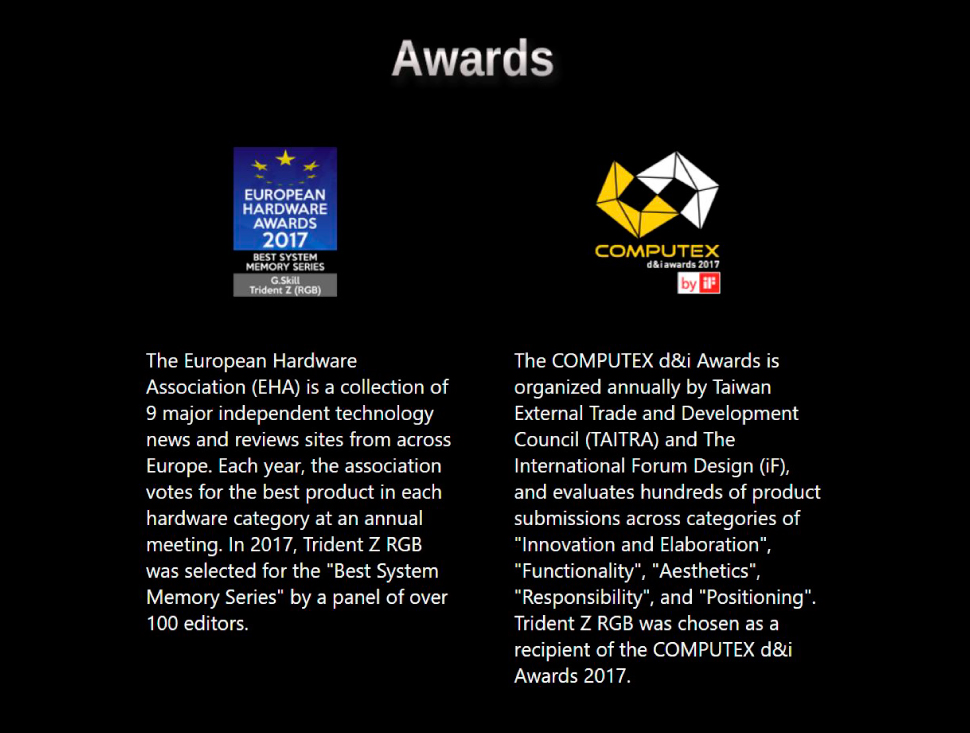 Awards
EUROPEAN
HARDWARE
AWARDS
2017
BEST SYSTEM
MEMORY SERIES
G.Skill
Trident Z (RGB)
COMPUTEX
d&i awards 2017
by iF
The European Hardware
Association (EHA) is a collection of
9 major independent technology
news and reviews sites from across
Europe. Each year, the association
votes for the best product in each
hardware category at an annual
meeting. In 2017, Trident Z RGB
was selected for the "Best System
Memory Series" by a panel of over
100 editors.
The COMPUTEX d&i Awards is
organized annually by Taiwan
External Trade and Development
Council (TAITRA) and The
International Forum Design (iF),
and evaluates hundreds of product
submissions across categories of
"Innovation and Elaboration",
"Functionality", "Aesthetics",
"Responsibility", and "Positioning".
Trident Z RGB was chosen as a
recipient of the COMPUTEX d&i
Awards 2017.